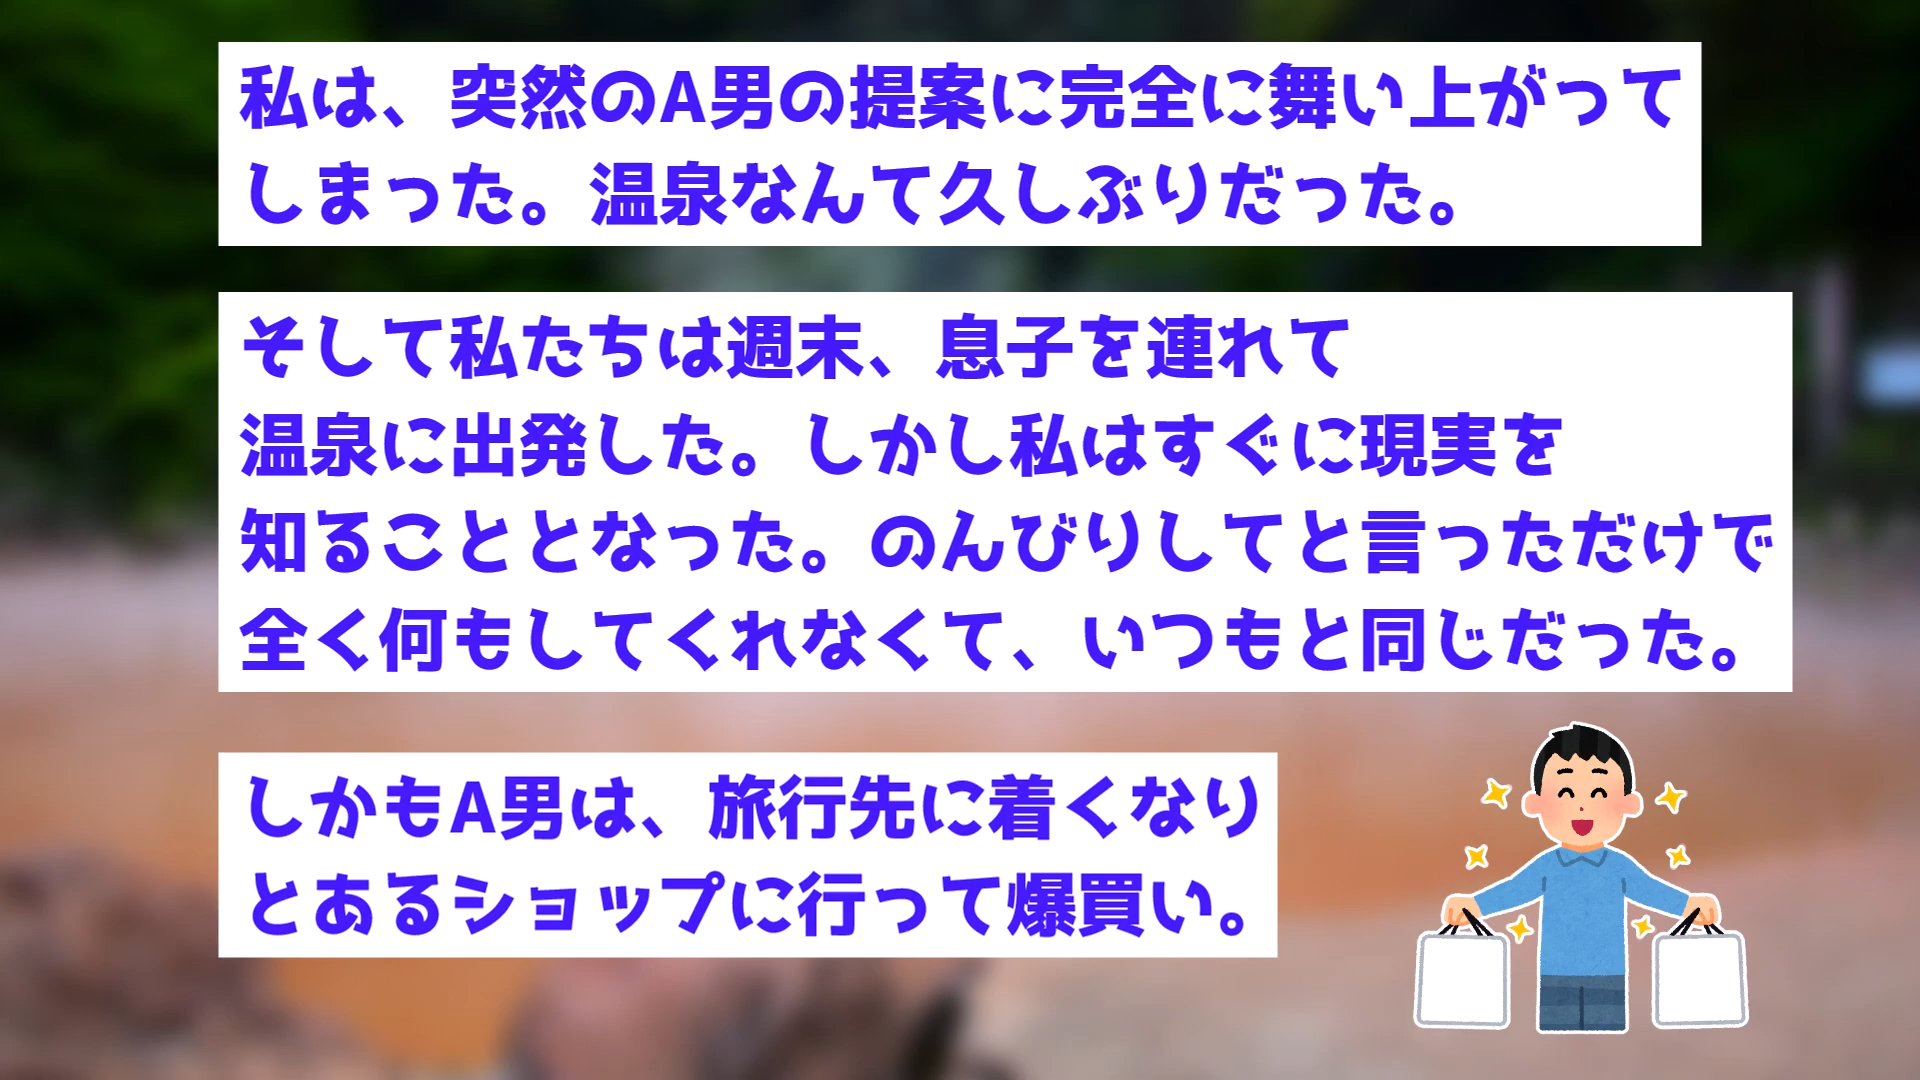 私は、突然のA男の提案に完全に舞い上がって
しまった。温泉なんて久しぶりだった。
そして私たちは週末、息子を連れて
温泉に出発した。しかし私はすぐに現実を
知ることとなった。のんびりしてと言っただけで
全く何もしてくれなくて、いつもと同じだった。
しかもA男は、旅行先に着くなり
とあるショップに行って爆買い。